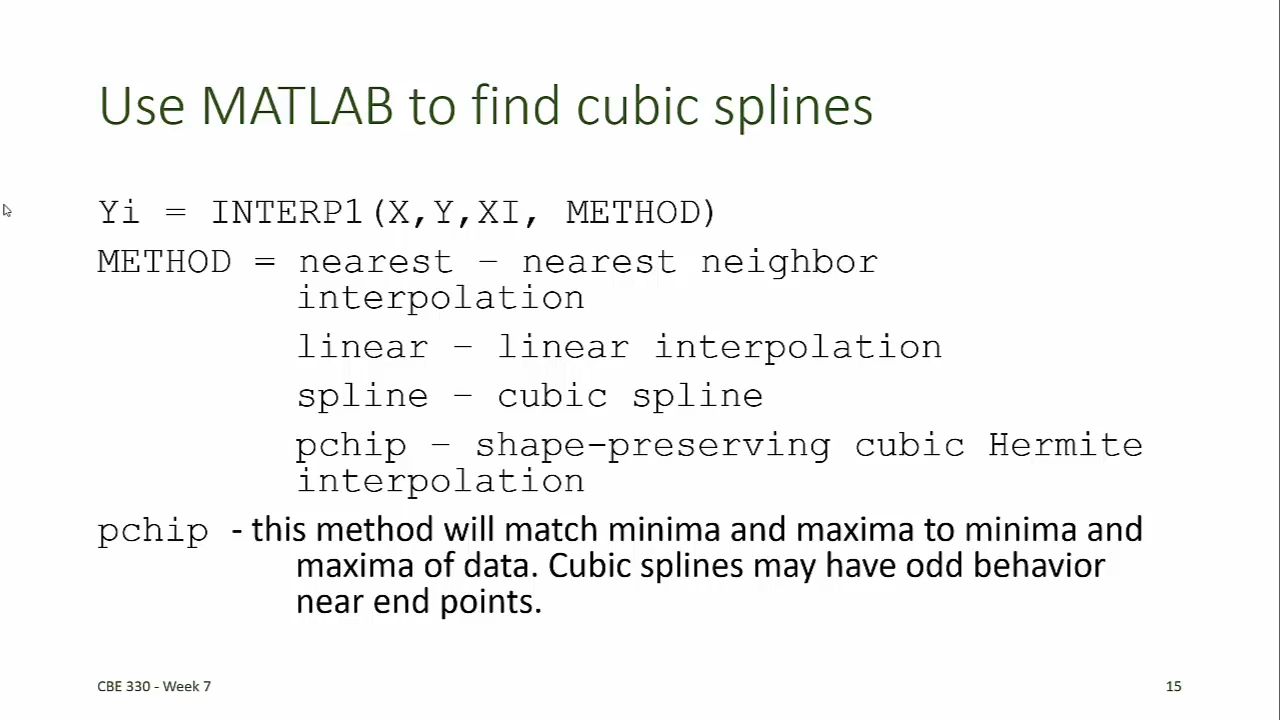 Use MATLAB to find cubic splines
Yi = INTERP1(X,Y,XI, METHOD)
METHOD = nearest – nearest neighbor
interpolation
linear – linear interpolation
spline – cubic spline
pchip – shape-preserving cubic Hermite
interpolation
pchip - this method will match minima and maxima to minima and
maxima of data. Cubic splines may have odd behavior
near end points.
CBE 330 - Week 7
15